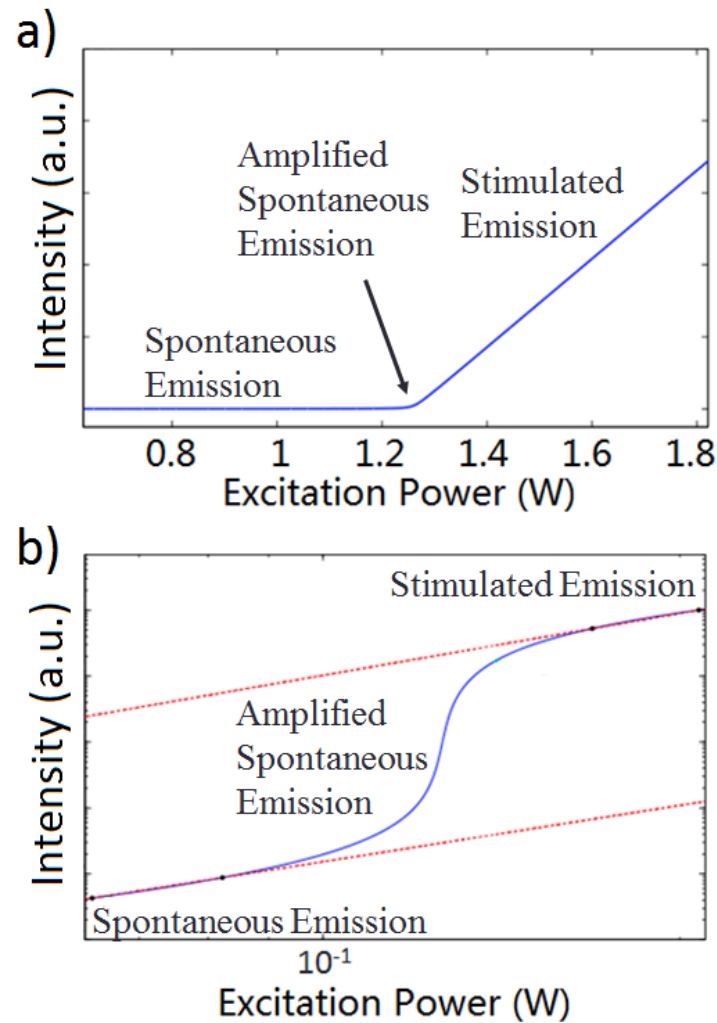 a)
Intensity (a.u.)
Amplified
Spontaneous
Emission
Stimulated
Emission
Spontaneous
Emission
0.8 1 1.2 1.4 1.6 1.8
Excitation Power (W)
b)
Intensity (a.u.)
Stimulated Emission
Amplified
Spontaneous
Emission
Spontaneous Emission
10⁻¹
Excitation Power (W)